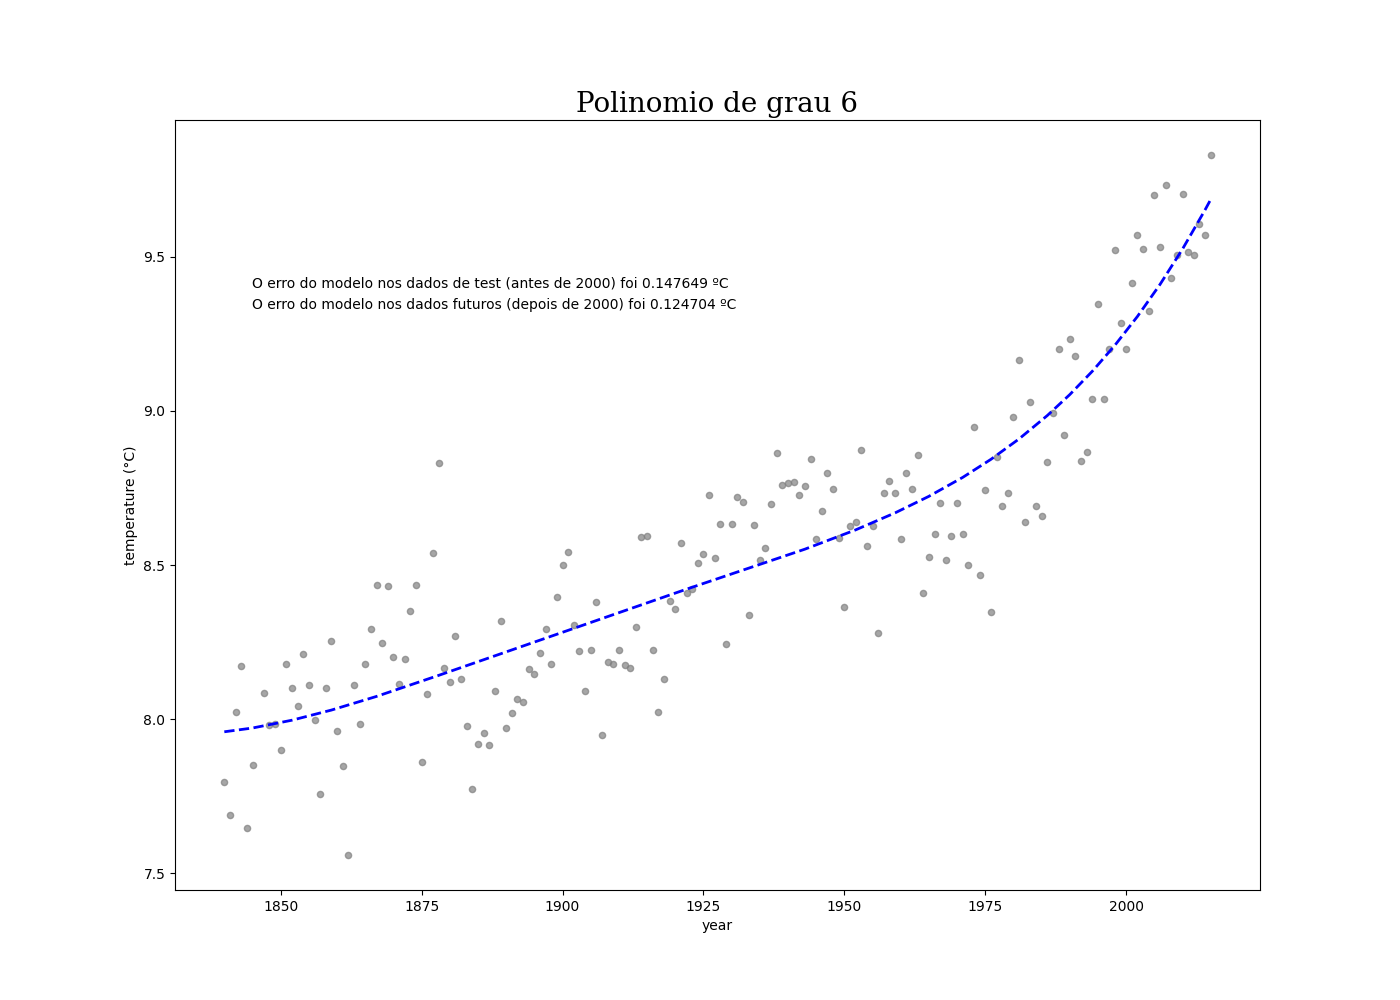 Polinomio de grau 6
O erro do modelo nos dados de test (antes de 2000) foi 0.147649 ºC
O erro do modelo nos dados futuros (depois de 2000) foi 0.124704 ºC
temperature (°C)
9.5
9.0
8.5
8.0
7.5
1850 1875 1900 1925 1950 1975 2000
year